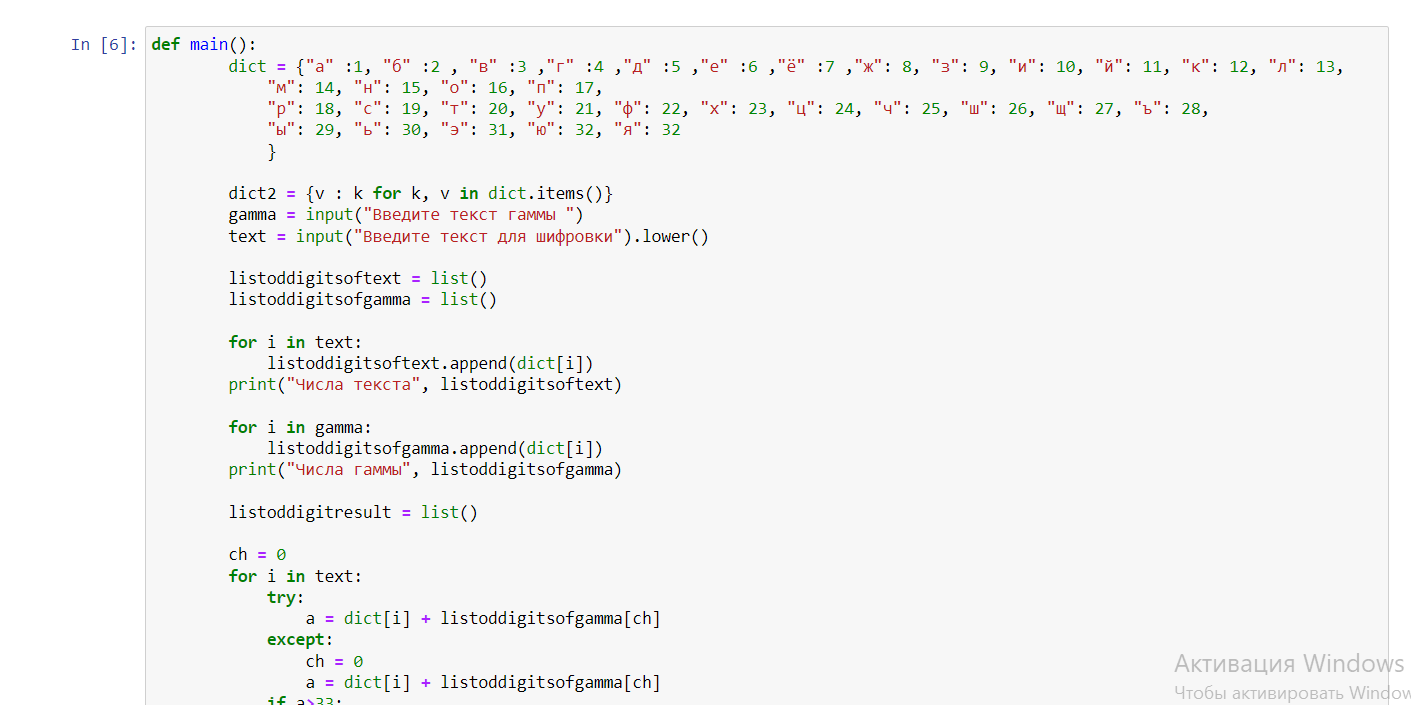 In [6]: def main():
dict = {"а" :1, "б" :2 , "в" :3 ,"г" :4 ,"д" :5 ,"е" :6 ,"ё" :7 ,"ж": 8, "з": 9, "и": 10, "й": 11, "к": 12, "л": 13,
"м": 14, "н": 15, "о": 16, "п": 17,
"р": 18, "с": 19, "т": 20, "у": 21, "ф": 22, "х": 23, "ц": 24, "ч": 25, "ш": 26, "щ": 27, "ъ": 28,
"ы": 29, "ь": 30, "э": 31, "ю": 32, "я": 32
}
dict2 = {v : k for k, v in dict.items()}
gamma = input("Введите текст гаммы ")
text = input("Введите текст для шифровки").lower()
listoddigitsoftext = list()
listoddigitsofgamma = list()
for i in text:
listoddigitsoftext.append(dict[i])
print("Числа текста", listoddigitsoftext)
for i in gamma:
listoddigitsofgamma.append(dict[i])
print("Числа гаммы", listoddigitsofgamma)
listoddigitresult = list()
ch = 0
for i in text:
try:
a = dict[i] + listoddigitsofgamma[ch]
except:
ch = 0
a = dict[i] + listoddigitsofgamma[ch]
if a>33:
Активация Windows
Чтобы активировать Window